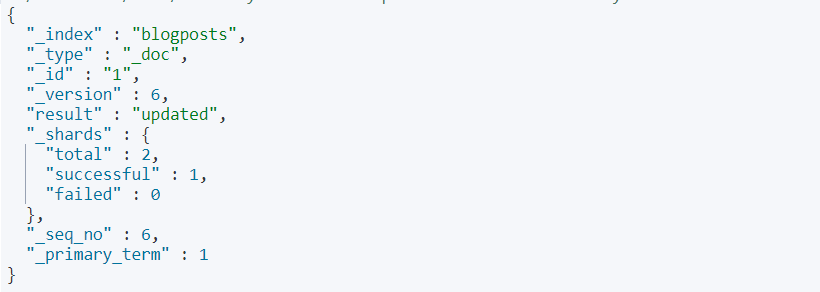 {
  "_index" : "blogposts",
  "_type" : "_doc",
  "_id" : "1",
  "_version" : 6,
  "result" : "updated",
  "_shards" : {
    "total" : 2,
    "successful" : 1,
    "failed" : 0
  },
  "_seq_no" : 6,
  "_primary_term" : 1
}